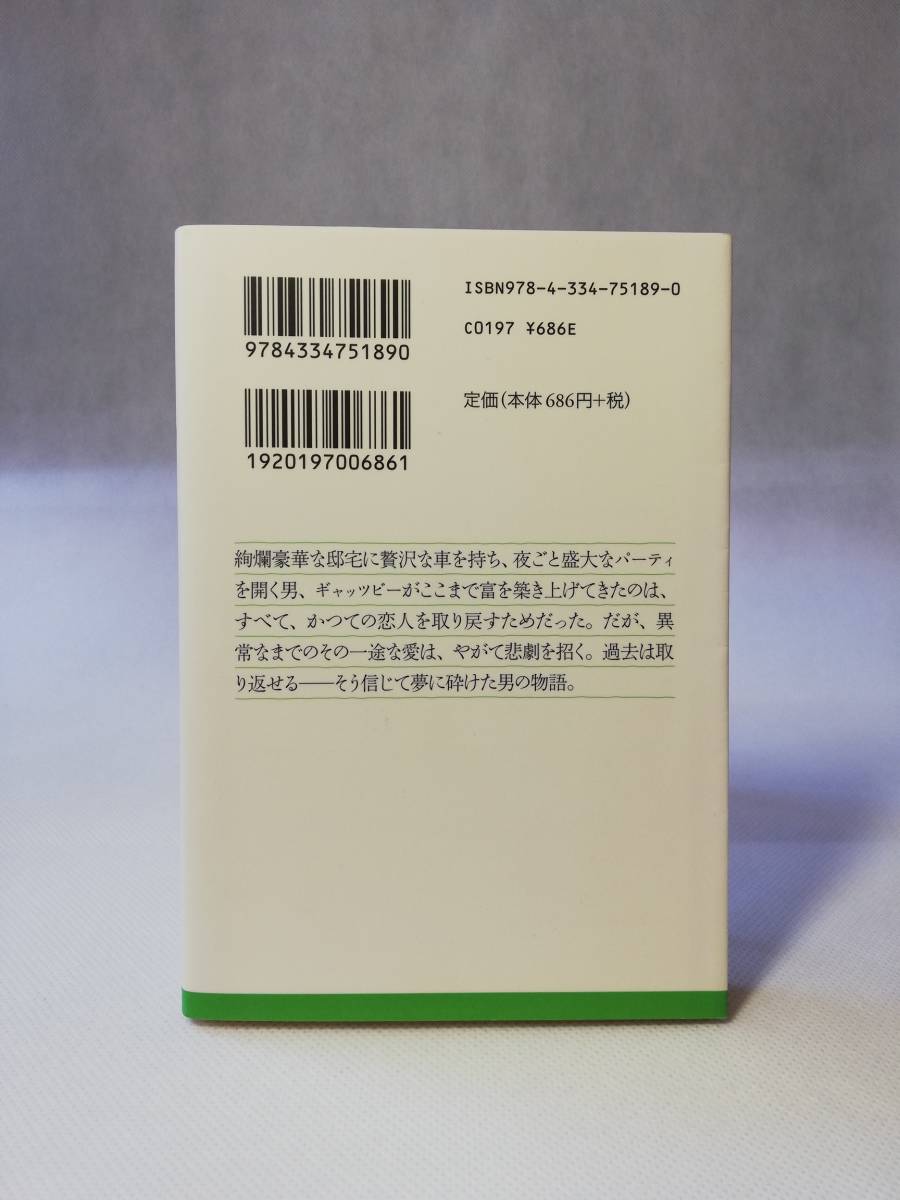 ISBN978-4-334-75189-0
C0197 ¥686E
9784334751890
定価(本体686円+税)
1920197006861
絢爛豪華な邸宅に贅沢な車を持ち、夜ごと盛大なパーティ
を開く男、ギャッツビーがここまで富を築き上げてきたのは、
すべて、かつての恋人を取り戻すためだった。だが、異
常なまでのその一途な愛は、やがて悲劇を招く。過去は取
り返せる——そう信じて夢に砕けた男の物語。